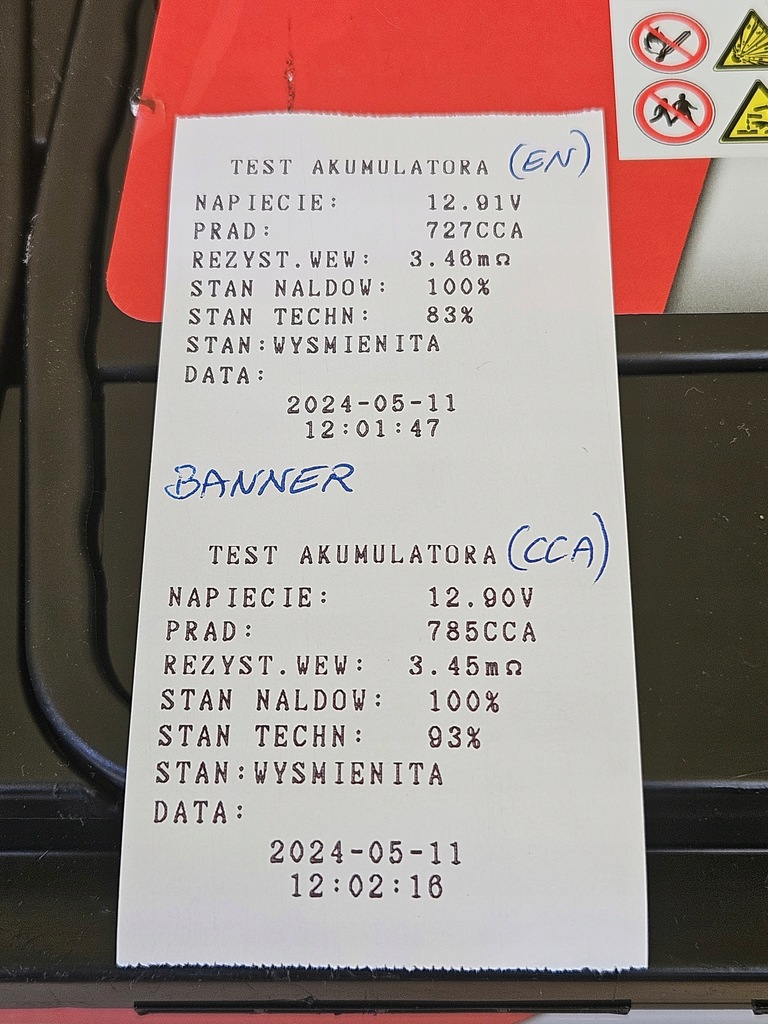 TEST AKUMULATORA (EN)
NAPIECIE: 12.91V
PRAD: 727CCA
REZYST.WEW: 3.46mΩ
STAN NALDOW: 100%
STAN TECHN: 83%
STAN:WYSMIENITA
DATA:
2024-05-11
12:01:47
BANNER
TEST AKUMULATORA (CCA)
NAPIECIE: 12.90V
PRAD: 785CCA
REZYST.WEW: 3.45mΩ
STAN NALDOW: 100%
STAN TECHN: 93%
STAN:WYSMIENITA
DATA:
2024-05-11
12:02:16